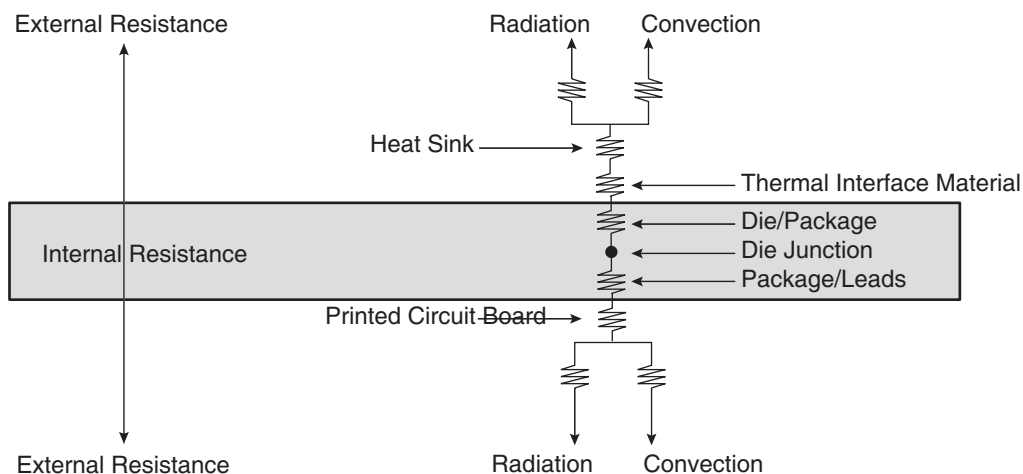 External Resistance
Radiation
Convection
Heat Sink
Thermal Interface Material
Die/Package
Internal Resistance
Die Junction
Package/Leads
Printed Circuit Board
External Resistance
Radiation
Convection